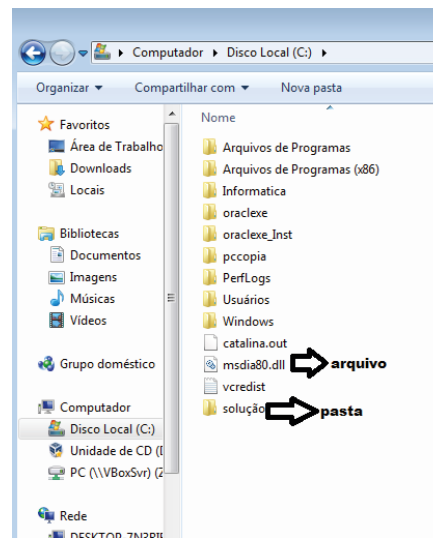 Computador ▸ Disco Local (C:) ▸
Organizar Compartilhar com Nova pasta
Favoritos
Área de Trabalho
Downloads
Locais
Bibliotecas
Documentos
Imagens
Músicas
Vídeos
Grupo doméstico
Computador
Disco Local (C:)
Unidade de CD (
PC (\\VBoxSvr) (Z
Rede
Nome
Arquivos de Programas
Arquivos de Programas (x86)
Informatica
oraclexe
oraclexe_Inst
pccopia
PerfLogs
Usuários
Windows
catalina.out
msdia80.dll arquivo
vcredist
solução pasta